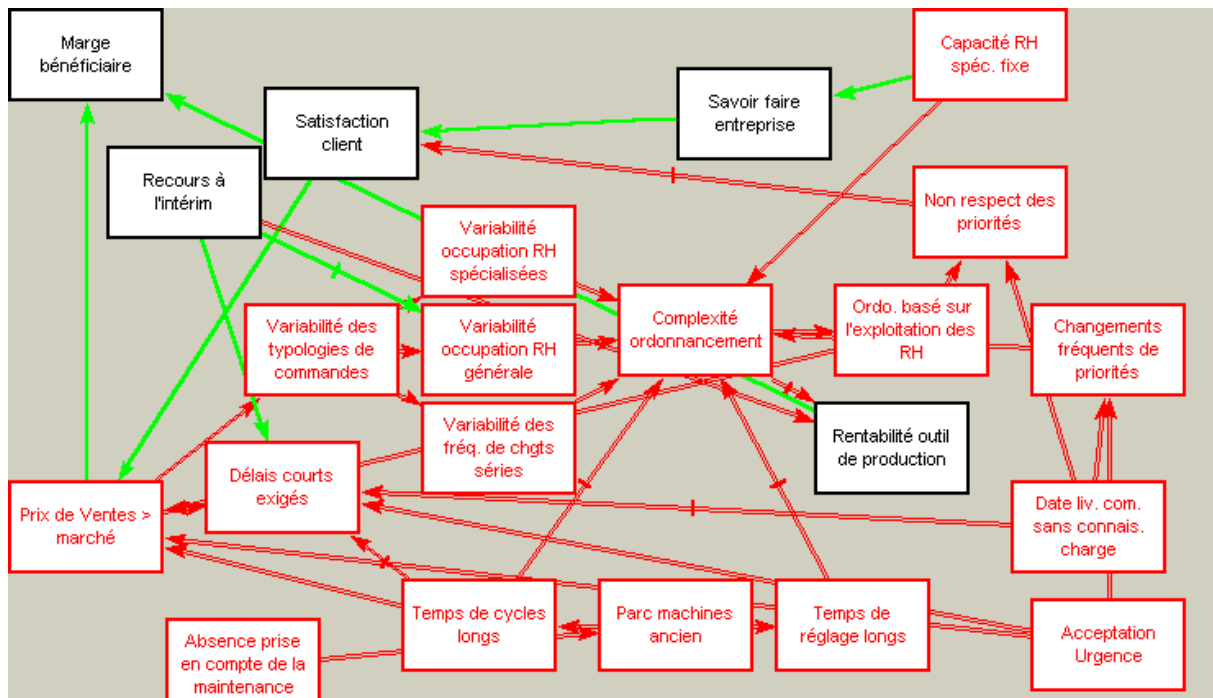 Marge
bénéficiaire
Capacité RH
spéc. fixe
Savoir faire
entreprise
Satisfaction
client
Recours à
l'intérim
Non respect des
priorités
Variabilité
occupation RH
spécialisées
Complexité
ordonnancement
Ordo. basé sur
l'exploitation des
RH
Changements
fréquents de
priorités
Variabilité des
typologies de
commandes
Variabilité
occupation RH
générale
Variabilité des
fréq. de chgts
séries
Rentabilité outil
de production
Délais courts
exigés
Prix de Ventes >
marché
Date liv. com.
sans connais.
charge
Temps de cycles
longs
Parc machines
ancien
Temps de
réglage longs
Acceptation
Urgence
Absence prise
en compte de la
maintenance